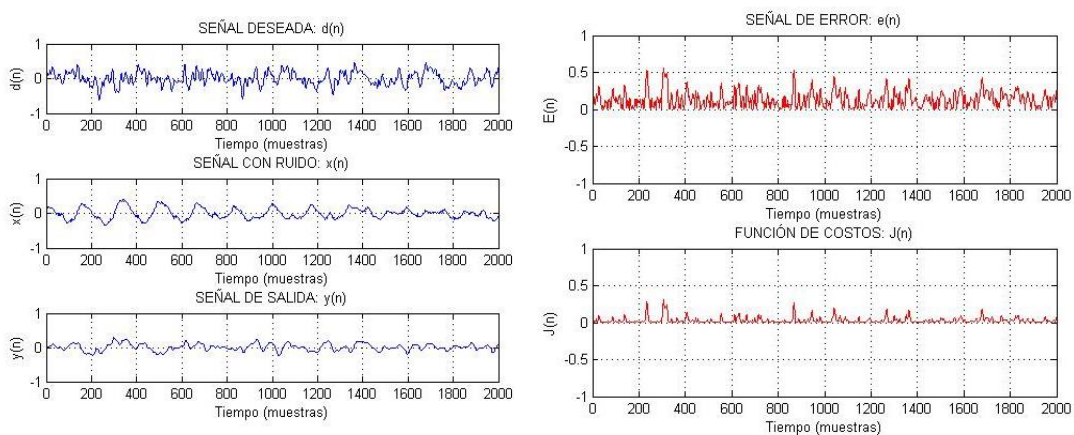 SEÑAL DESEADA: d(n)
1
0
-1
d(n)
0 200 400 600 800 1000 1200 1400 1600 1800 2000
Tiempo (muestras)
SEÑAL CON RUIDO: x(n)
1
0
-1
x(n)
0 200 400 600 800 1000 1200 1400 1600 1800 2000
Tiempo (muestras)
SEÑAL DE SALIDA: y(n)
1
0
-1
y(n)
0 200 400 600 800 1000 1200 1400 1600 1800 2000
Tiempo (muestras)
SEÑAL DE ERROR: e(n)
1
0.5
0
-0.5
-1
E(n)
0 200 400 600 800 1000 1200 1400 1600 1800 2000
Tiempo (muestras)
FUNCIÓN DE COSTOS: J(n)
1
0.5
0
-0.5
-1
J(n)
0 200 400 600 800 1000 1200 1400 1600 1800 2000
Tiempo (muestras)